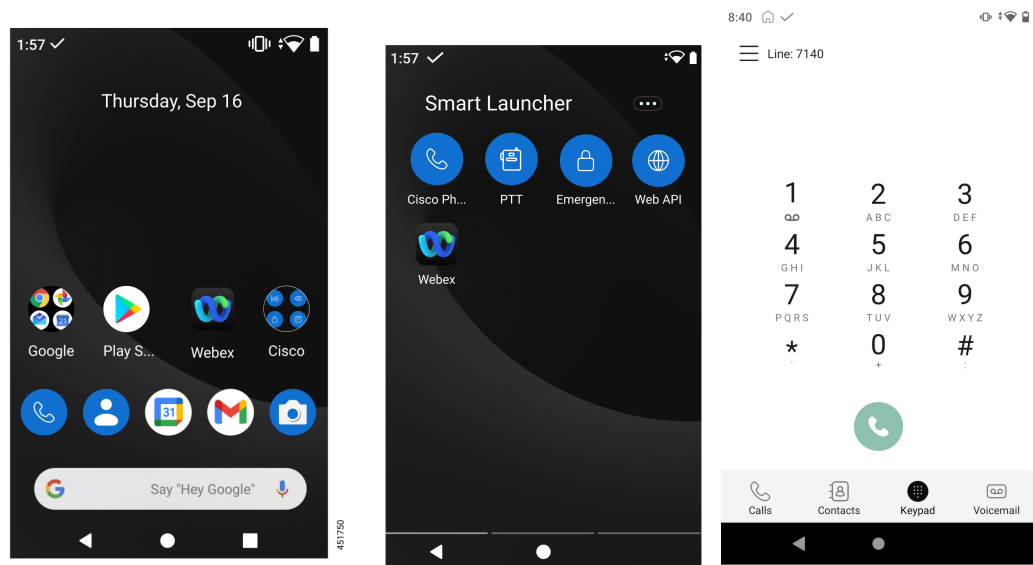 1:57
Thursday, Sep 16
31
Google
Play S...
Webex
Cisco
31
Say "Hey Google"
451750
1:57
Smart Launcher
Cisco Ph...
PTT
Emergen...
Web API
Webex
8:40
Line: 7140
1 2 3
ABC DEF
4 5 6
GHI JKL MNO
7 8 9
PQRS TUV WXYZ
* 0 #
+
Calls
Contacts
Keypad
Voicemail